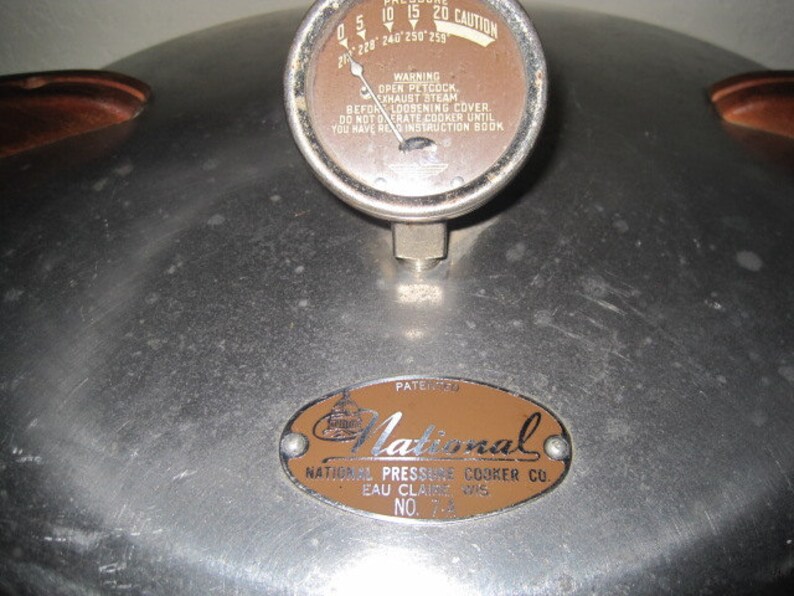 PRESSURE
0 5 10 15 20 CAUTION
228° 240° 250° 259°
WARNING
OPEN PETCOCK,
EXHAUST STEAM
BEFORE LOOSENING COVER.
DO NOT OPERATE COOKER UNTIL
YOU HAVE READ INSTRUCTION BOOK
PATENTED
National
NATIONAL PRESSURE COOKER CO.
EAU CLAIRE, WIS.
NO. 7-A